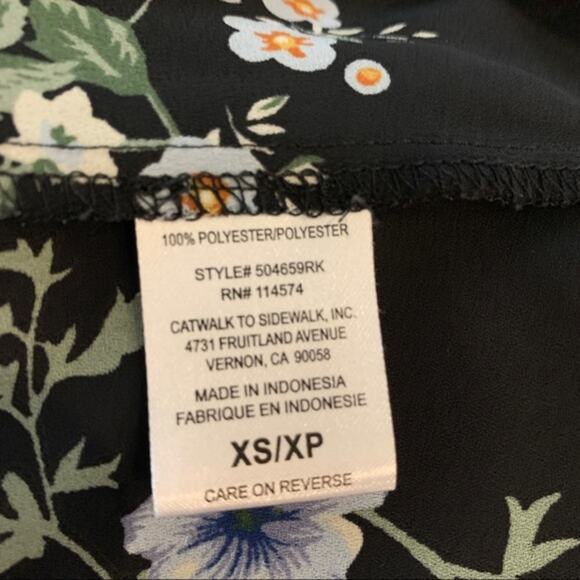 100% POLYESTER/POLYESTER
STYLE# 504659RK
RN# 114574
CATWALK TO SIDEWALK, INC.
4731 FRUITLAND AVENUE
VERNON, CA 90058
MADE IN INDONESIA
FABRIQUE EN INDONESIE
XS/XP
CARE ON REVERSE